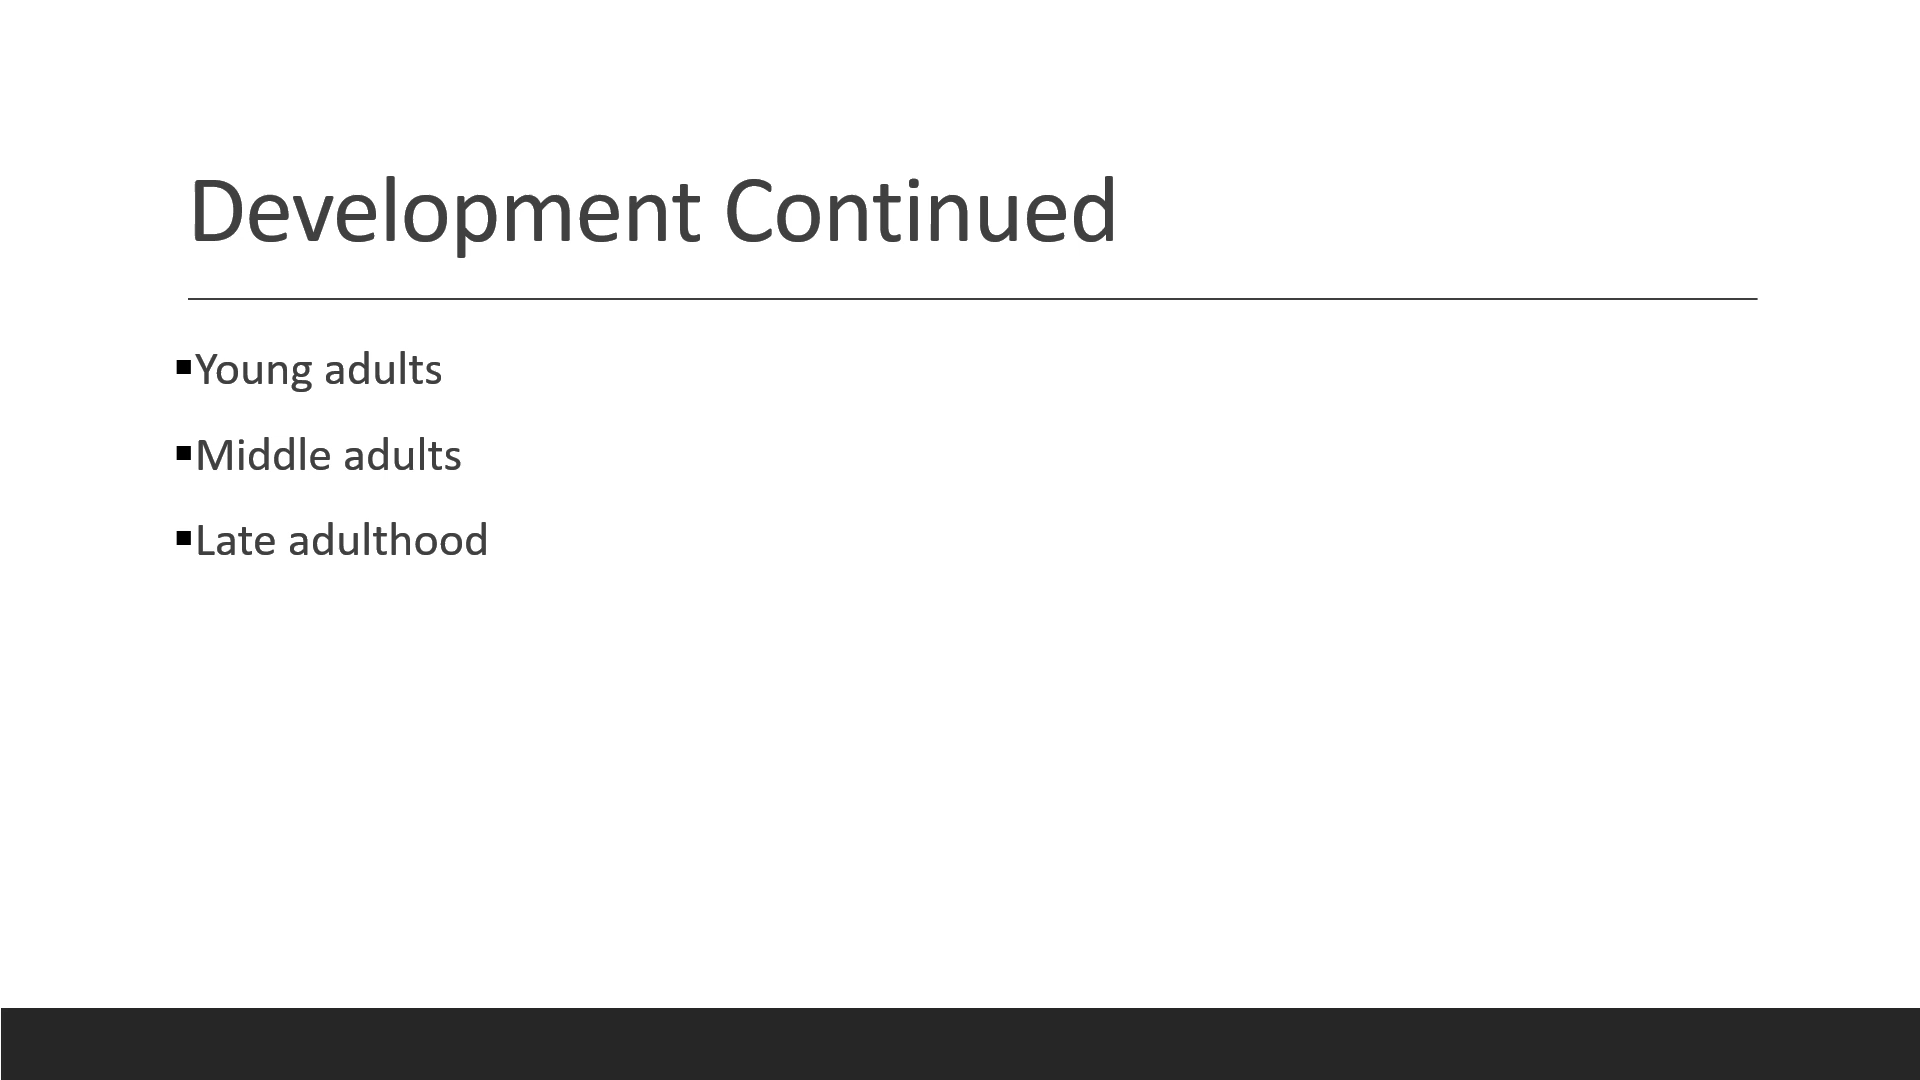 Development Continued
▪Young adults
▪Middle adults
▪Late adulthood